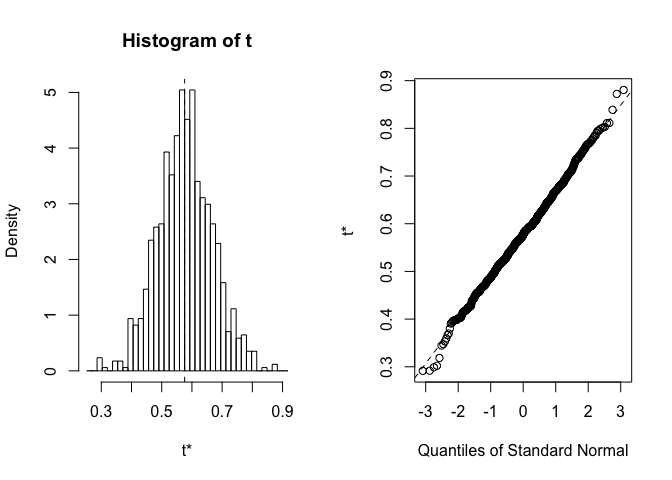 Histogram of t
Density
0 1 2 3 4 5
0.3 0.5 0.7 0.9
t*
t*
0.3 0.4 0.5 0.6 0.7 0.8 0.9
-3 -2 -1 0 1 2 3
Quantiles of Standard Normal